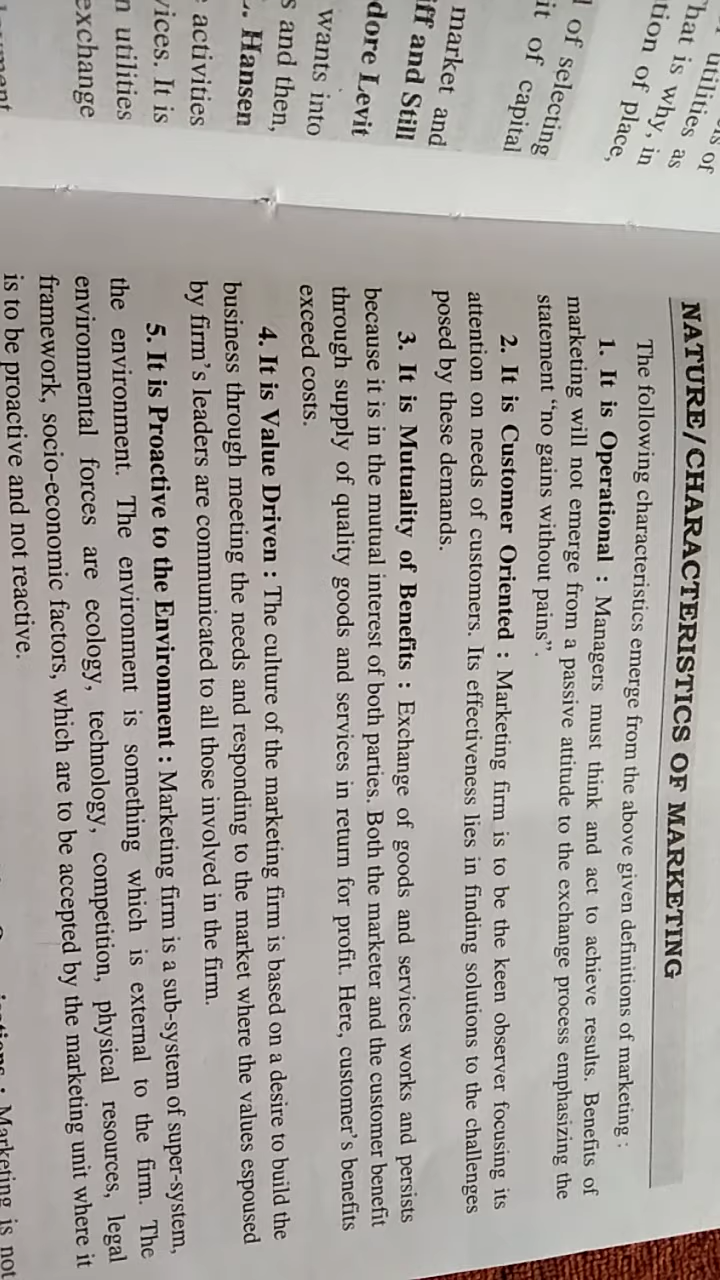 utilities of
That is why, in
utilities as
tion of place,
of selecting
it of capital
market and
iff and Still
dore Levit
wants into
s and then,
. Hansen
activities
vices. It is
n utilities
exchange
NATURE/CHARACTERISTICS OF MARKETING
The following characteristics emerge from the above given definitions of marketing :
1. It is Operational : Managers must think and act to achieve results. Benefits of
marketing will not emerge from a passive attitude to the exchange process emphasizing the
statement “no gains without pains”.
2. It is Customer Oriented : Marketing firm is to be the keen observer focusing its
attention on needs of customers. Its effectiveness lies in finding solutions to the challenges
posed by these demands.
3. It is Mutuality of Benefits : Exchange of goods and services works and persists
because it is in the mutual interest of both parties. Both the marketer and the customer benefit
through supply of quality goods and services in return for profit. Here, customer's benefits
exceed costs.
4. It is Value Driven : The culture of the marketing firm is based on a desire to build the
business through meeting the needs and responding to the market where the values espoused
by firm's leaders are communicated to all those involved in the firm.
5. It is Proactive to the Environment : Marketing firm is a sub-system of super-system,
the environment. The environment is something which is external to the firm. The
environmental forces are ecology, technology, competition, physical resources, legal
framework, socio-economic factors, which are to be accepted by the marketing unit where it
is to be proactive and not reactive.
: Marketing is not